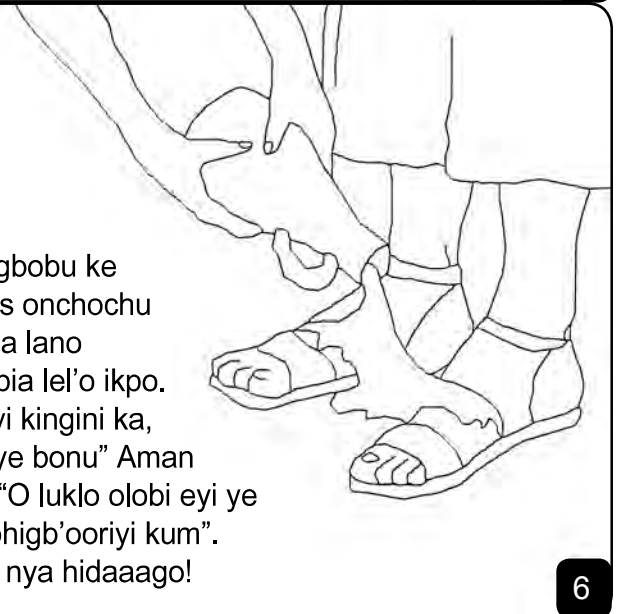 gbobu ke
s onchochu
a lano
bia lel’o ikpo.
yi kingini ka,
ye bonu” Aman
“O luklo olobi eyi ye
ohigb’ooriyi kum”.
nya hidaaago!
6